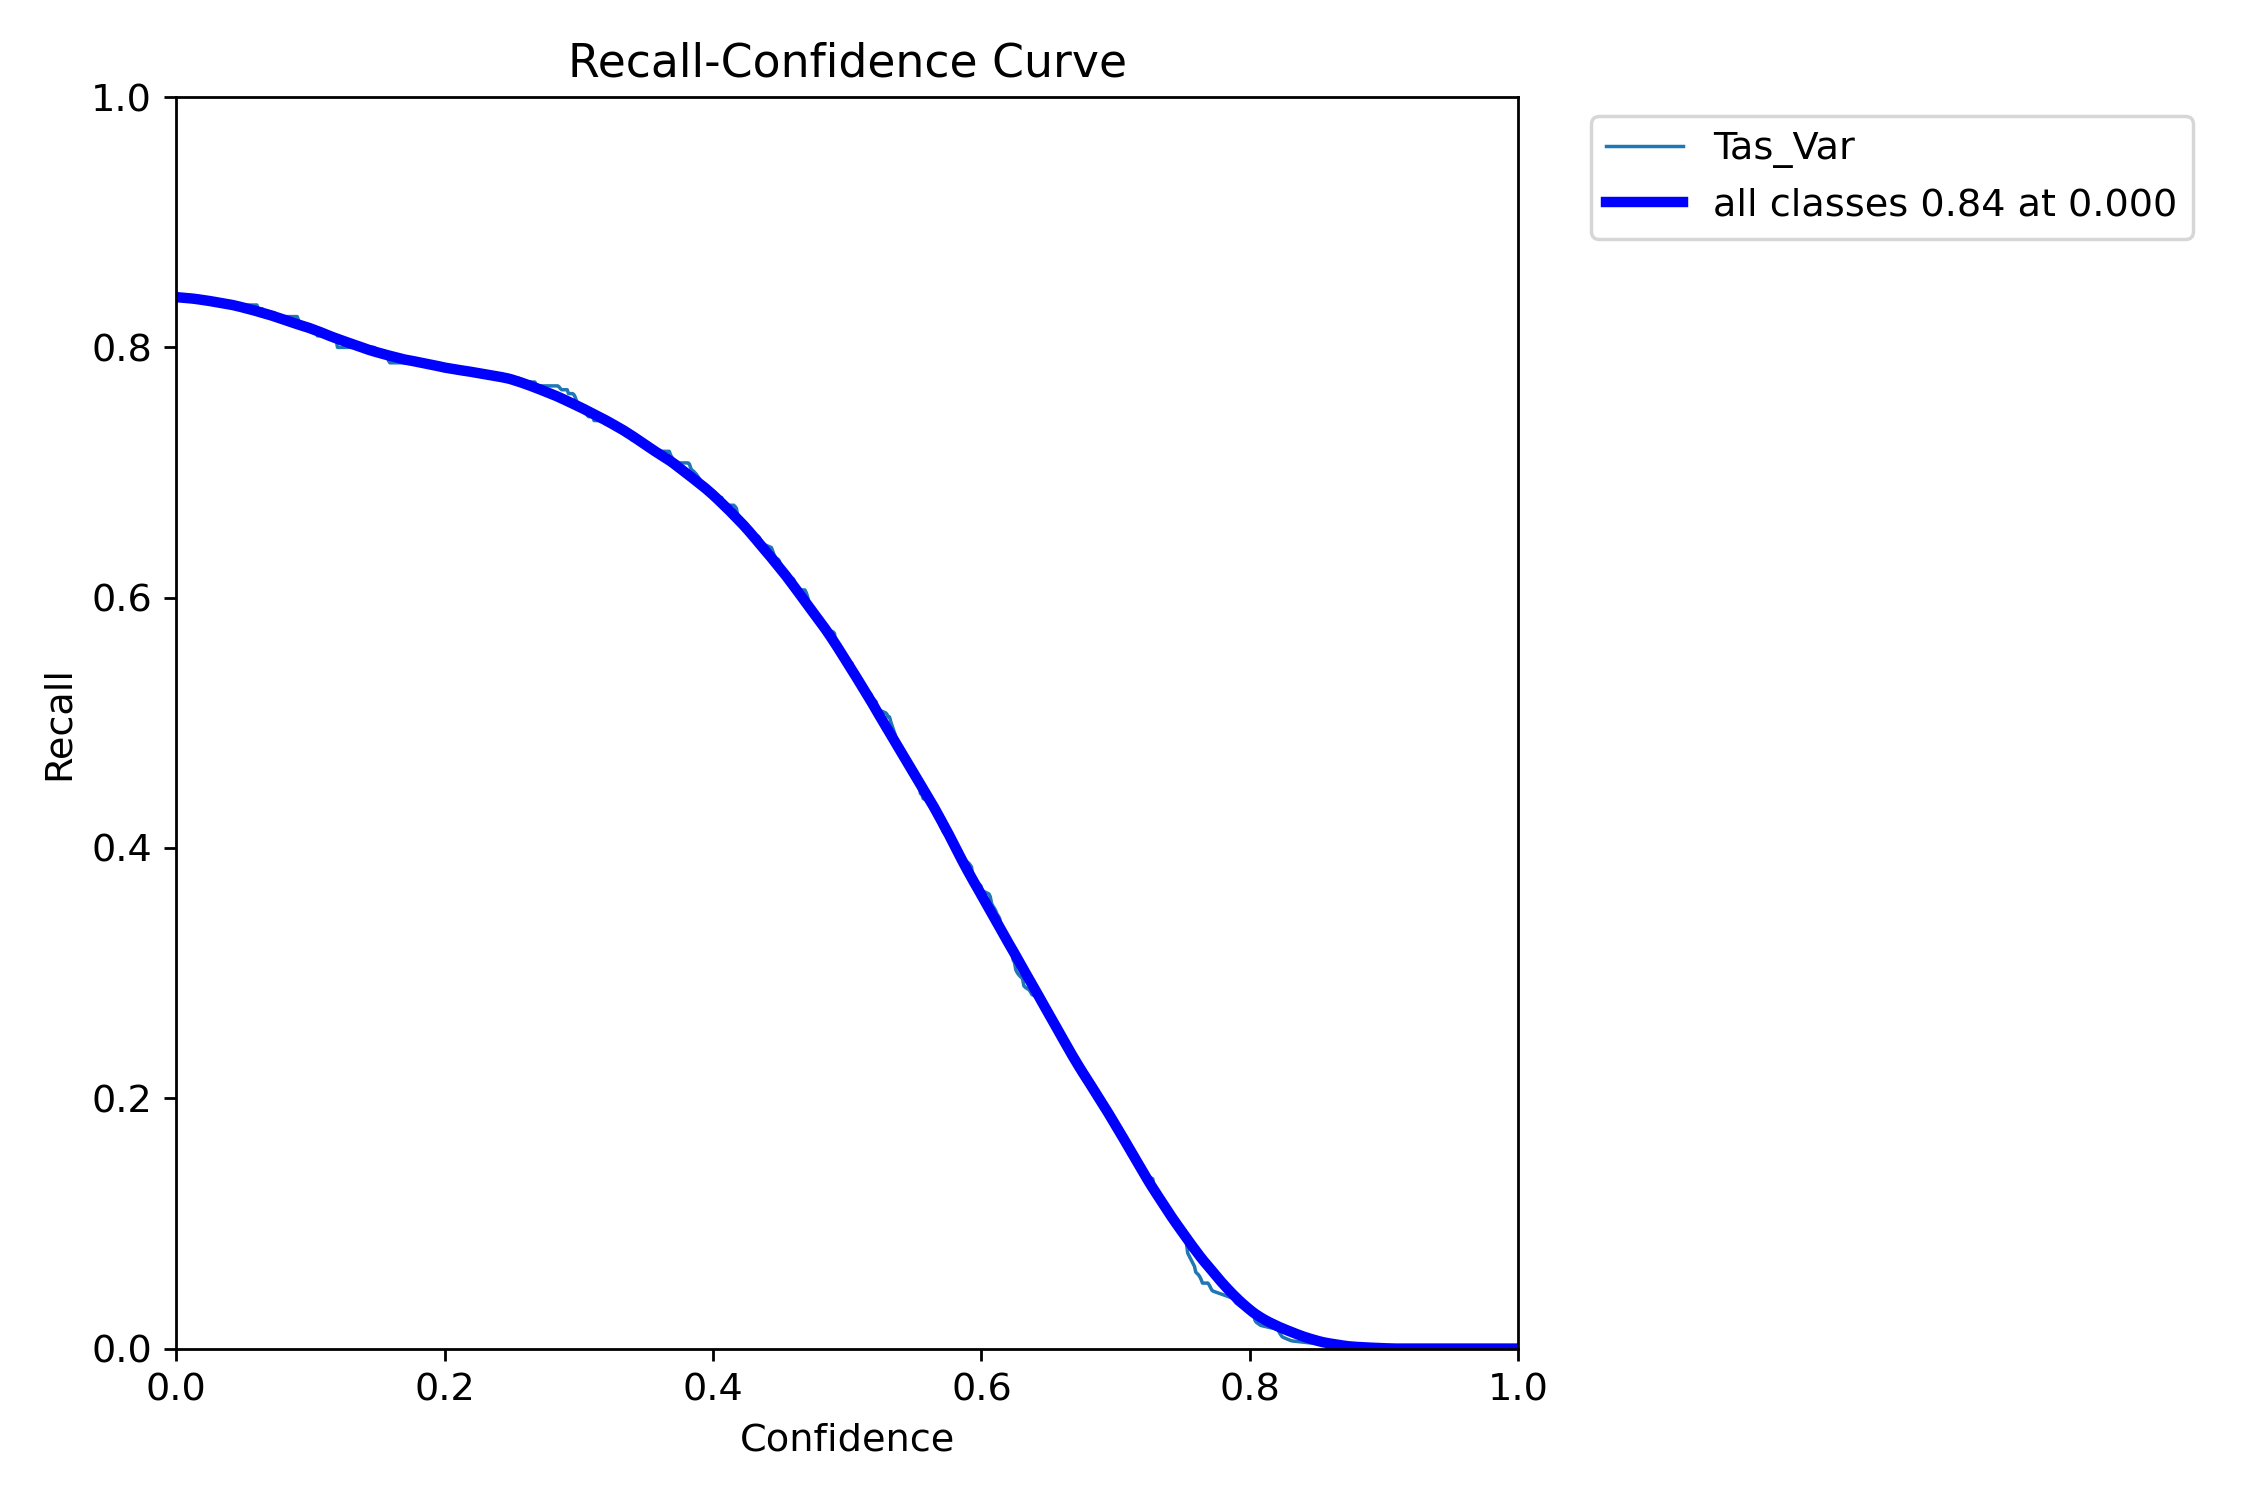 Recall-Confidence Curve
1.0
0.8
0.6
0.4
0.2
0.0
Recall
0.0 0.2 0.4 0.6 0.8 1.0
Confidence
Tas_Var
all classes 0.84 at 0.000